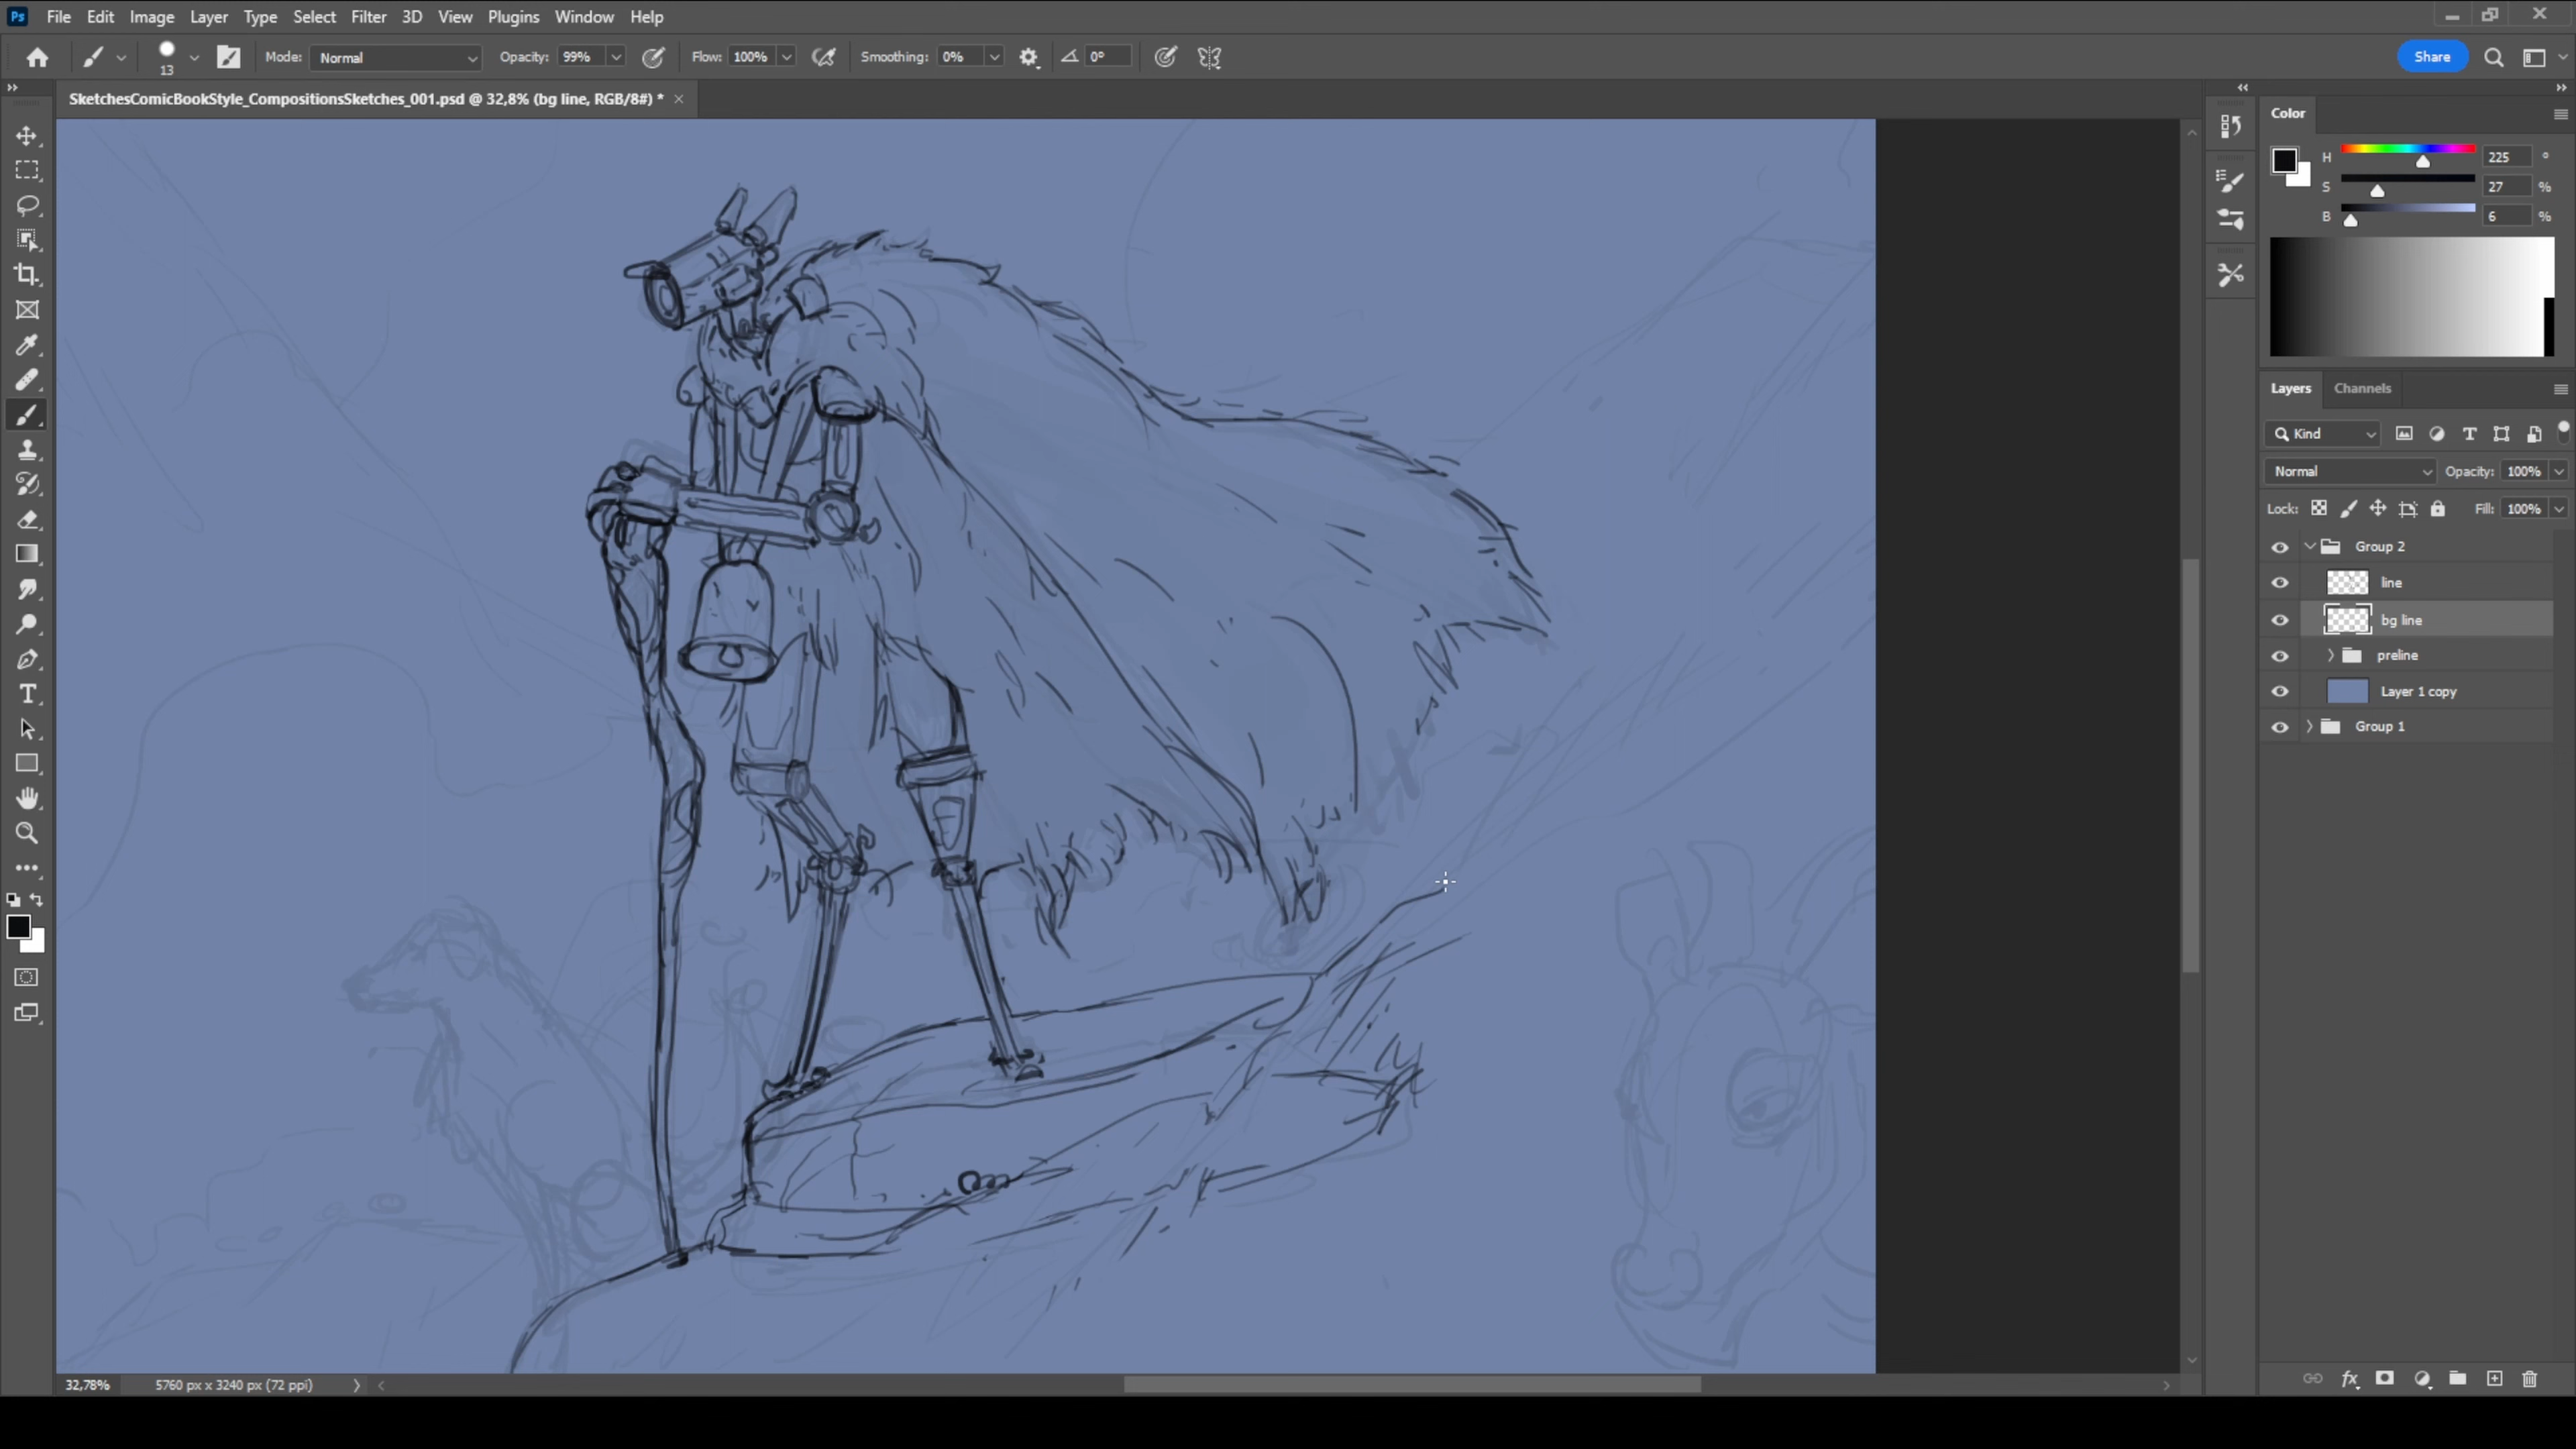 Ps File Edit Image Layer Type Select Filter 3D View Plugins Window Help
13 Mode: Normal Opacity: 99% Flow: 100% Smoothing: 0% 0° Share
SketchesComicBookStyle_CompositionsSketches_001.psd @ 32,8% (bg line, RGB/8#) * ×
Color
H 225 °
S 27 %
B 6 %
Layers Channels
Kind
Normal Opacity: 100%
Lock: Fill: 100%
Group 2
line
bg line
preline
Layer 1 copy
Group 1
32,78% 5760 px x 3240 px (72 ppi)